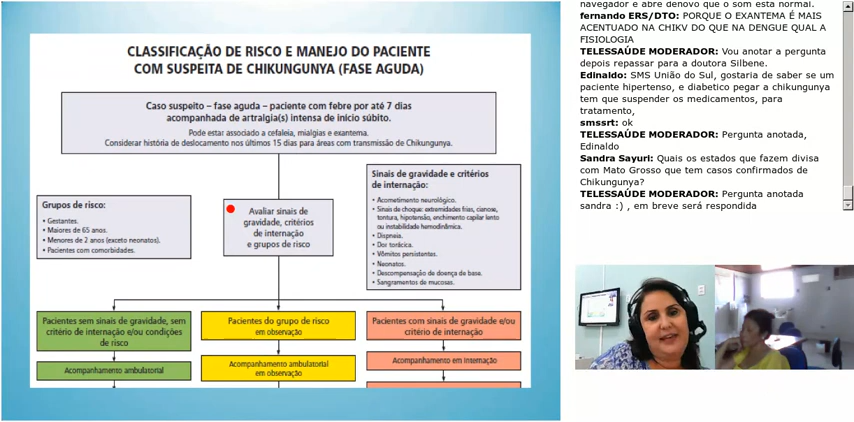 CLASSIFICAÇÃO DE RISCO E MANEJO DO PACIENTE
COM SUSPEITA DE CHIKUNGUNYA (FASE AGUDA)
Caso suspeito – fase aguda – paciente com febre por até 7 dias
acompanhada de artralgia(s) intensa de início súbito.
Pode estar associado a cefaleia, mialgias e exantema.
Considerar história de deslocamento nos últimos 15 dias para áreas com transmissão de Chikungunya.
Grupos de risco:
• Gestantes.
• Maiores de 65 anos.
• Menores de 2 anos (exceto neonatos).
• Pacientes com comorbidades.
Avaliar sinais de
gravidade, critérios
de internação
e grupos de risco
Sinais de gravidade e critérios
de internação:
• Acometimento neurológico.
• Sinais de choque: extremidades frias, cianose,
tontura, hipotensão, enchimento capilar lento
ou instabilidade hemodinâmica.
• Dispneia.
• Dor torácica.
• Vômitos persistentes.
• Neonatos.
• Descompensação de doença de base.
• Sangramentos de mucosas.
Pacientes sem sinais de gravidade, sem
critério de internação e/ou condições
de risco
Pacientes do grupo de risco
em observação
Pacientes com sinais de gravidade e/ou
critério de internação
Acompanhamento ambulatorial
Acompanhamento ambulatorial
em observação
Acompanhamento em internação
navegador e abre denovo que o som esta normal.
fernando ERS/DTO: PORQUE O EXANTEMA É MAIS
ACENTUADO NA CHIKV DO QUE NA DENGUE QUAL A
FISIOLOGIA
TELESSAÚDE MODERADOR: Vou anotar a pergunta
depois repassar para a doutora Silbene.
Edinaldo: SMS União do Sul, gostaria de saber se um
paciente hipertenso, e diabetico pegar a chikungunya
tem que suspender os medicamentos, para
tratamento,
smssrt: ok
TELESSAÚDE MODERADOR: Pergunta anotada,
Edinaldo
Sandra Sayuri: Quais os estados que fazem divisa
com Mato Grosso que tem casos confirmados de
Chikungunya?
TELESSAÚDE MODERADOR: Pergunta anotada
sandra :) , em breve será respondida